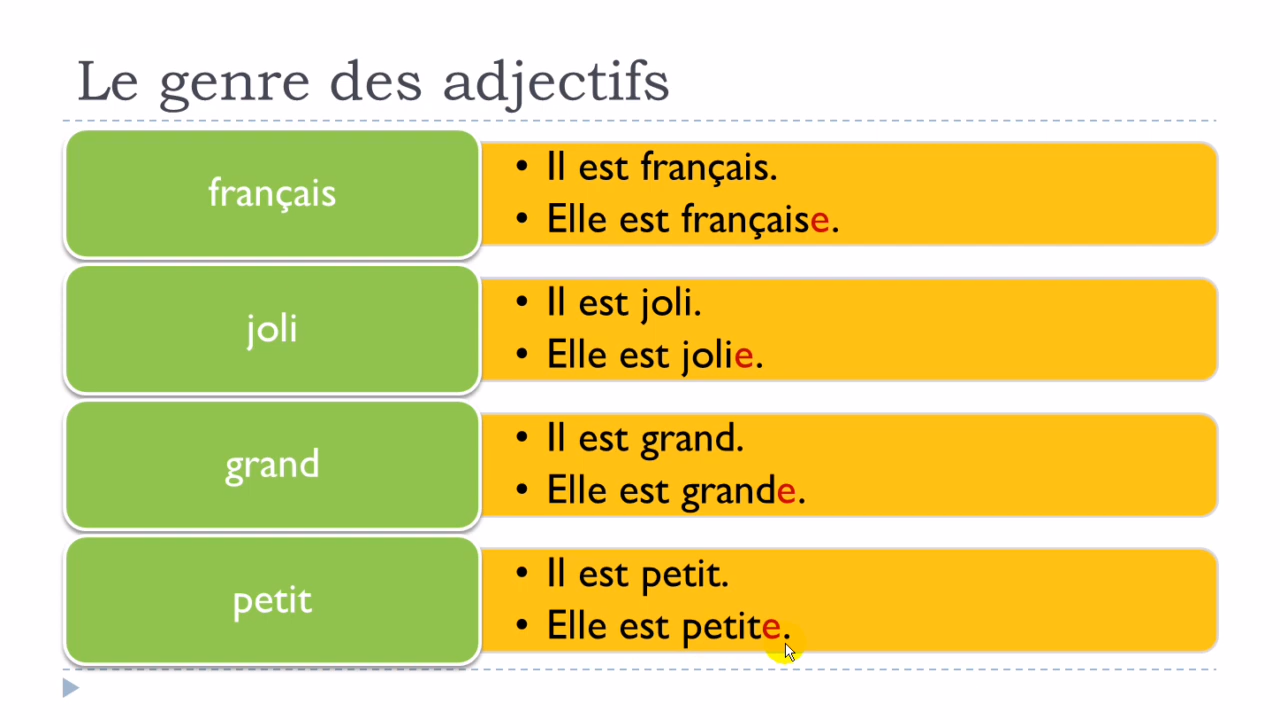 Le genre des adjectifs
français
• Il est français.
• Elle est française.
joli
• Il est joli.
• Elle est jolie.
grand
• Il est grand.
• Elle est grande.
petit
• Il est petit.
• Elle est petite.